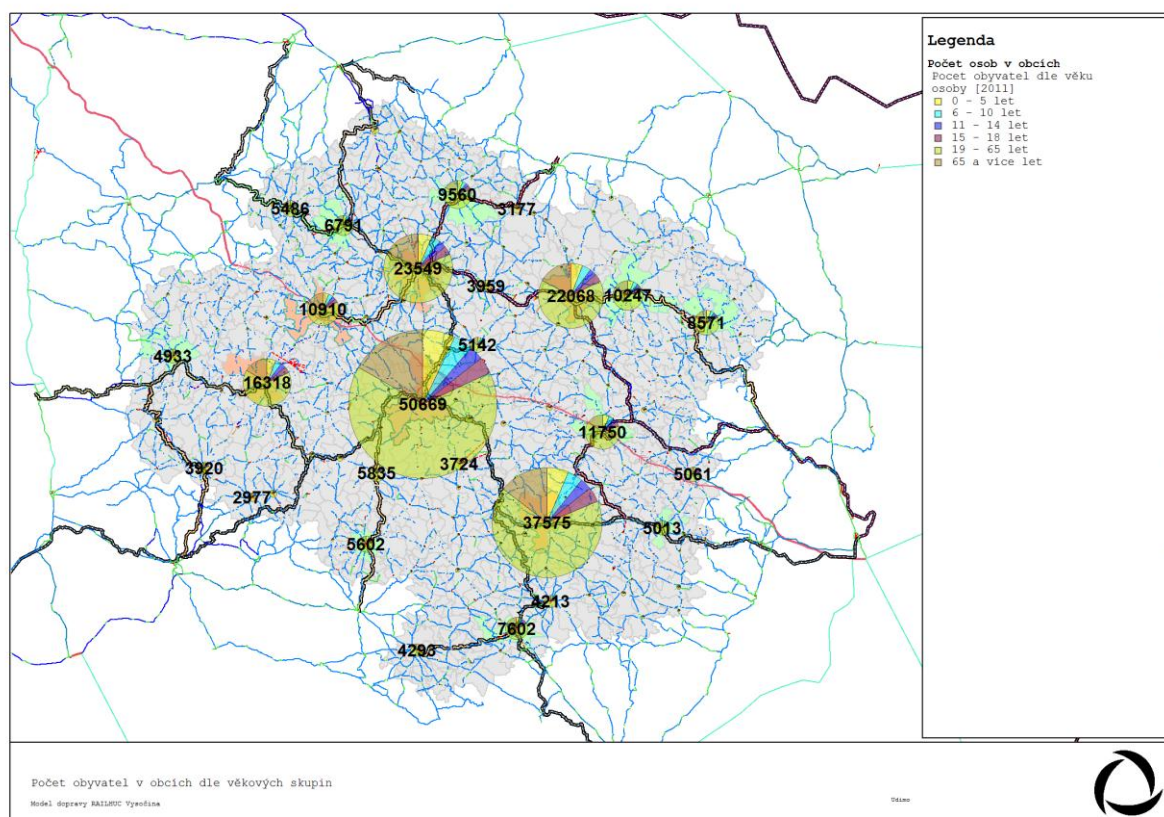 Legenda
Počet osob v obcích
Pocet obyvatel dle věku
osoby [2011]
0 - 5 let
6 - 10 let
11 - 14 let
15 - 18 let
19 - 65 let
65 a více let
9560
5486
3177
6791
23549
3959
22068
10247
10910
8571
5142
4933
16318
50669
11750
3724
3920
5835
5061
2977
37575
5013
5602
4213
7602
4293
Počet obyvatel v obcích dle věkových skupin
Model dopravy RAILHUC Vysočina
Udimo